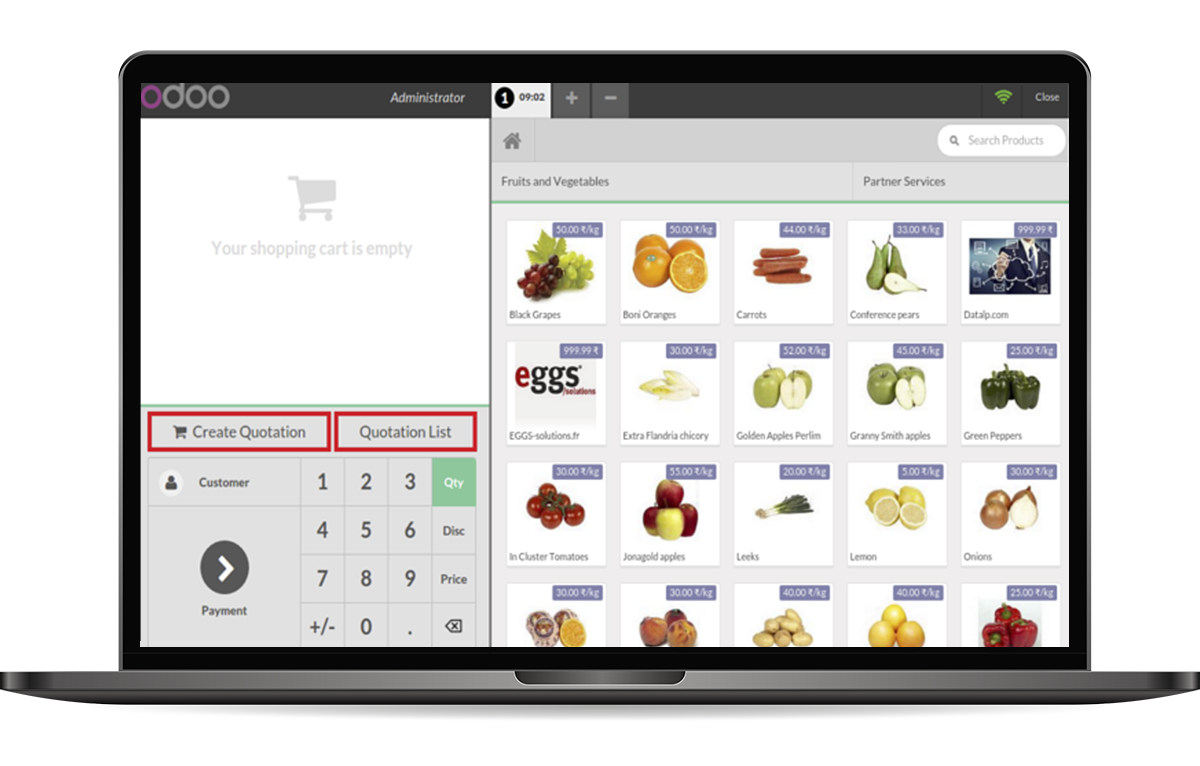 odoo
Administrator
1 09:02
+
−
Close
Search Products
Fruits and Vegetables
Partner Services
Your shopping cart is empty
50.00 ₹/kg
Black Grapes
50.00 ₹/kg
Boni Oranges
44.00 ₹/kg
Carrots
33.00 ₹/kg
Conference pears
999.99 ₹
Datalp.com
999.99 ₹
eggs
solutions
EGGS-solutions.fr
30.00 ₹/kg
Extra Flandria chicory
52.00 ₹/kg
Golden Apples Perlim
45.00 ₹/kg
Granny Smith apples
25.00 ₹/kg
Green Peppers
30.00 ₹/kg
In Cluster Tomatoes
55.00 ₹/kg
Jonagold apples
20.00 ₹/kg
Leeks
5.00 ₹/kg
Lemon
30.00 ₹/kg
Onions
30.00 ₹/kg
30.00 ₹/kg
40.00 ₹/kg
40.00 ₹/kg
25.00 ₹/kg
Create Quotation
Quotation List
Customer
1 2 3 Qty
4 5 6 Disc
7 8 9 Price
+/- 0 .
Payment